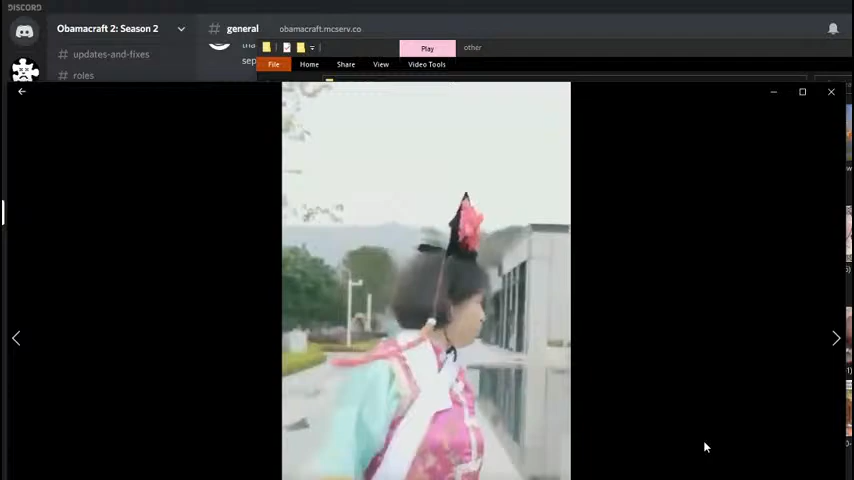 DISCORD
Obamacraft 2: Season 2
# general
obamacraft.mcserv.co
# updates-and-fixes
# roles
Play
other
File
Home
Share
View
Video Tools